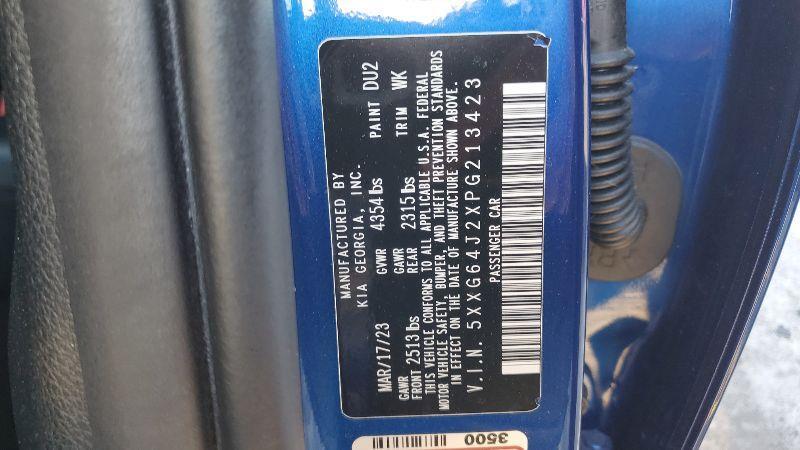 MANUFACTURED BY
KIA GEORGIA, INC.
MAR/17/23 GVWR 4354 lbs PAINT DU2
GAWR FRONT 2513 lbs GAWR REAR 2315 lbs TRIM WK
THIS VEHICLE CONFORMS TO ALL APPLICABLE U.S.A. FEDERAL
MOTOR VEHICLE SAFETY, BUMPER, AND THEFT PREVENTION STANDARDS
IN EFFECT ON THE DATE OF MANUFACTURE SHOWN ABOVE.
V.I.N. 5XXG64J2XPG213423
PASSENGER CAR
3500